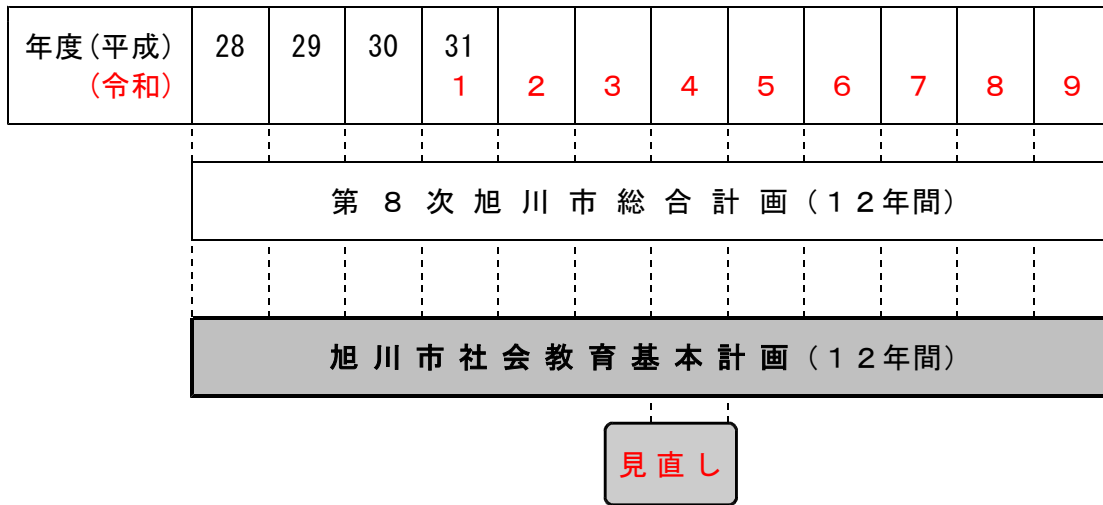 年度(平成) 28 29 30 31
(令和) 1 2 3 4 5 6 7 8 9
第8次旭川市総合計画(12年間)
旭川市社会教育基本計画(12年間)
見直し